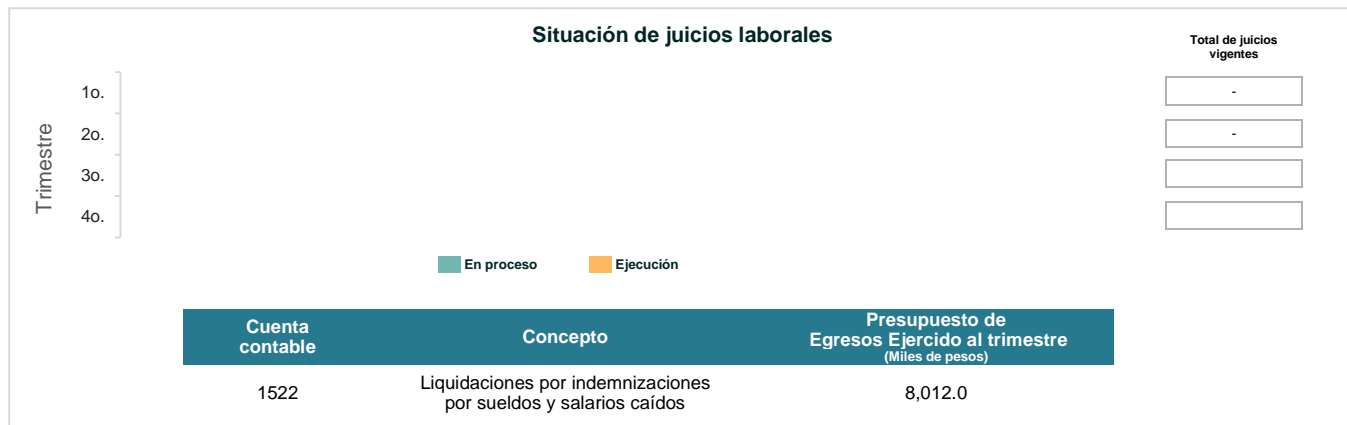 Situación de juicios laborales
Total de juicios
vigentes
Trimestre
1o.
-
2o.
-
3o.
4o.
En proceso
Ejecución
Cuenta
contable
Concepto
Presupuesto de
Egresos Ejercido al trimestre
(Miles de pesos)
1522
Liquidaciones por indemnizaciones
por sueldos y salarios caídos
8,012.0